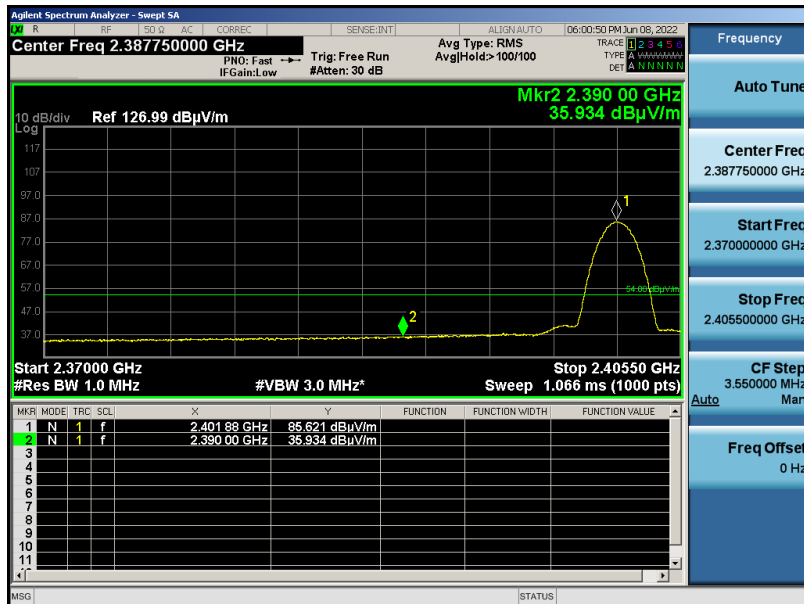 Agilent Spectrum Analyzer - Swept SA
LXI R RF 50 Ω AC CORREC SENSE:INT ALIGN AUTO 06:00:50 PM Jun 08, 2022
Center Freq 2.387750000 GHz
PNO: Fast
IFGain:Low
Trig: Free Run
#Atten: 30 dB
Avg Type: RMS
Avg|Hold:>100/100
TRACE 1 2 3 4 5 6
TYPE A WWWWW
DET A N N N N N
Mkr2 2.390 00 GHz
35.934 dBµV/m
10 dB/div
Log
Ref 126.99 dBµV/m
117
107
97.0
87.0
77.0
67.0
57.0
47.0
37.0
1
2
54.00 dBµV/m
Start 2.37000 GHz Stop 2.40550 GHz
#Res BW 1.0 MHz #VBW 3.0 MHz* Sweep 1.066 ms (1000 pts)
MKR MODE TRC SCL X Y FUNCTION FUNCTION WIDTH FUNCTION VALUE
1 N 1 f 2.401 88 GHz 85.621 dBµV/m
2 N 1 f 2.390 00 GHz 35.934 dBµV/m
3
4
5
6
7
8
9
10
11
MSG STATUS
Frequency
Auto Tune
Center Freq
2.387750000 GHz
Start Freq
2.370000000 GHz
Stop Freq
2.405500000 GHz
CF Step
3.550000 MHz
Auto Man
Freq Offset
0 Hz